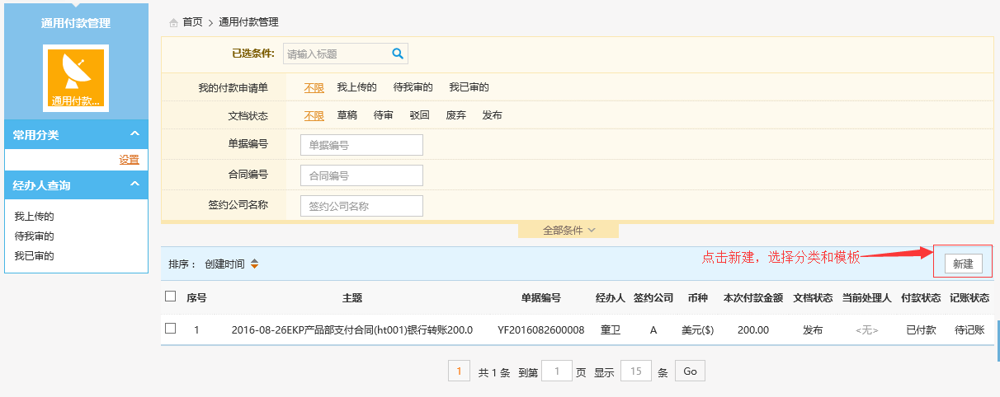 通用付款管理
通用付款...
常用分类
设置
经办人查询
我上传的
待我审的
我已审的
首页 > 通用付款管理
已选条件: 请输入标题
我的付款申请单 不限 我上传的 待我审的 我已审的
文档状态 不限 草稿 待审 驳回 废弃 发布
单据编号 单据编号
合同编号 合同编号
签约公司名称 签约公司名称
全部条件
排序： 创建时间 点击新建，选择分类和模板 新建
序号 主题 单据编号 经办人 签约公司 币种 本次付款金额 文档状态 当前处理人 付款状态 记账状态
1 2016-08-26EKP产品部支付合同(ht001)银行转账200.0 YF2016082600008 童卫 A 美元($) 200.00 发布 <无> 已付款 待记账
1 共 1 条 到第 1 页 显示 15 条 Go